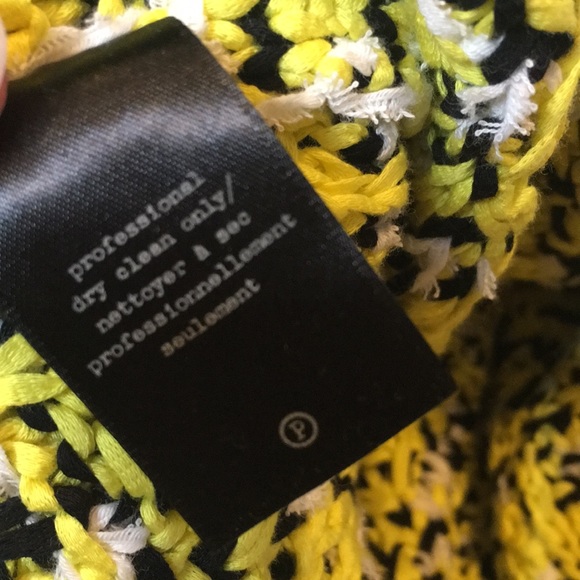 professional
dry clean only/
nettoyer à sec
professionnellement
seulement
P